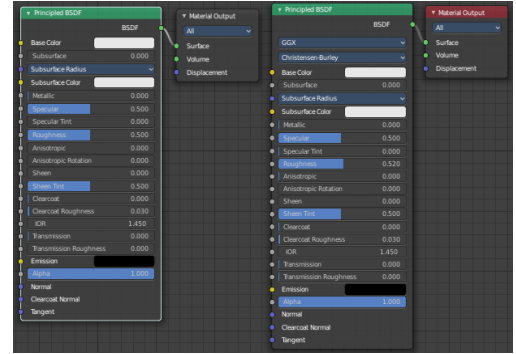 Principled BSDF
BSDF
Base Color
Subsurface 0.000
Subsurface Radius
Subsurface Color
Metallic 0.000
Specular 0.500
Specular Tint 0.000
Roughness 0.500
Anisotropic 0.000
Anisotropic Rotation 0.000
Sheen 0.000
Sheen Tint 0.500
Clearcoat 0.000
Clearcoat Roughness 0.030
IOR 1.450
Transmission 0.000
Transmission Roughness 0.000
Emission
Alpha 1.000
Normal
Clearcoat Normal
Tangent
Material Output
All
Surface
Volume
Displacement
Principled BSDF
BSDF
GGX
Christensen-Burley
Base Color
Subsurface 0.000
Subsurface Radius
Subsurface Color
Metallic 0.000
Specular 0.500
Specular Tint 0.000
Roughness 0.520
Anisotropic 0.000
Anisotropic Rotation 0.000
Sheen 0.000
Sheen Tint 0.500
Clearcoat 0.000
Clearcoat Roughness 0.030
IOR 1.450
Transmission 0.000
Transmission Roughness 0.000
Emission
Alpha 1.000
Normal
Clearcoat Normal
Tangent
Material Output
All
Surface
Volume
Displacement